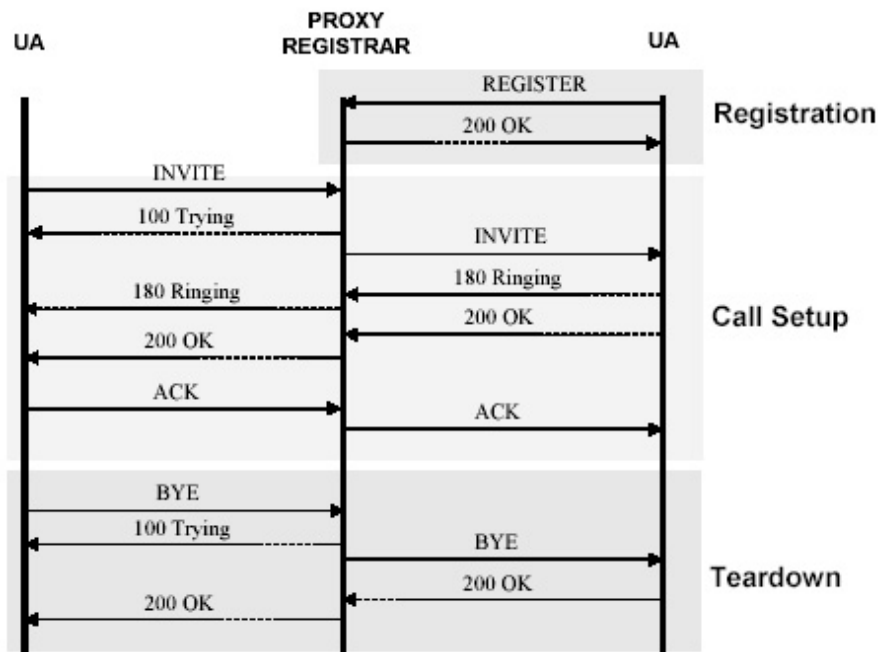 UA
PROXY
REGISTRAR
UA
REGISTER
200 OK
Registration
INVITE
100 Trying
INVITE
180 Ringing
180 Ringing
200 OK
200 OK
Call Setup
ACK
ACK
BYE
100 Trying
BYE
200 OK
200 OK
Teardown